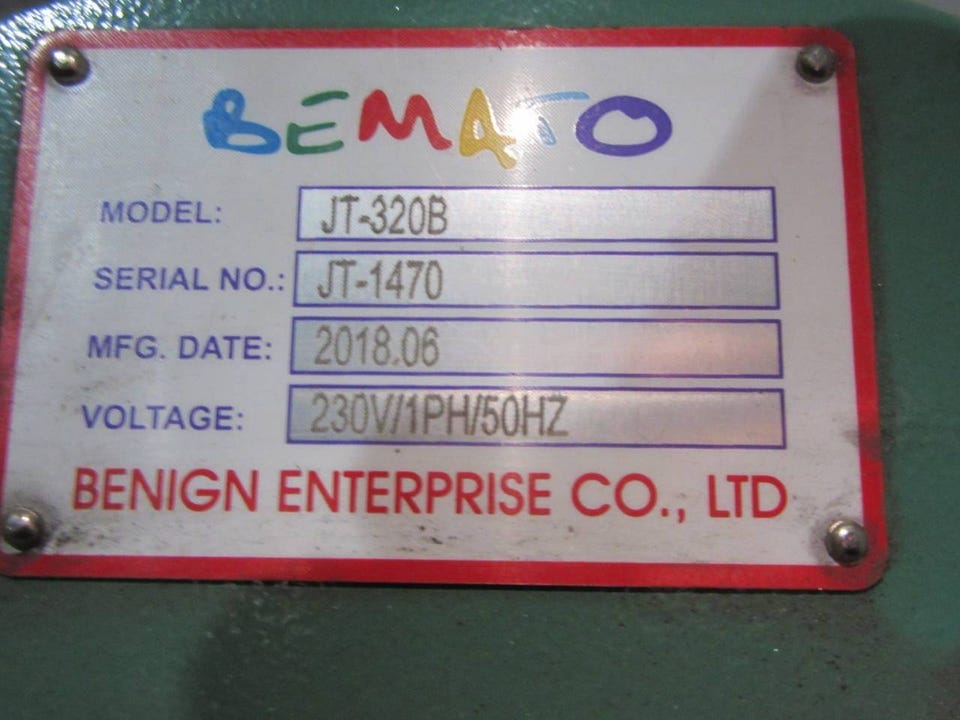 BEMATO
MODEL: JT-320B
SERIAL NO.: JT-1470
MFG. DATE: 2018.06
VOLTAGE: 230V/1PH/50HZ
BENIGN ENTERPRISE CO., LTD